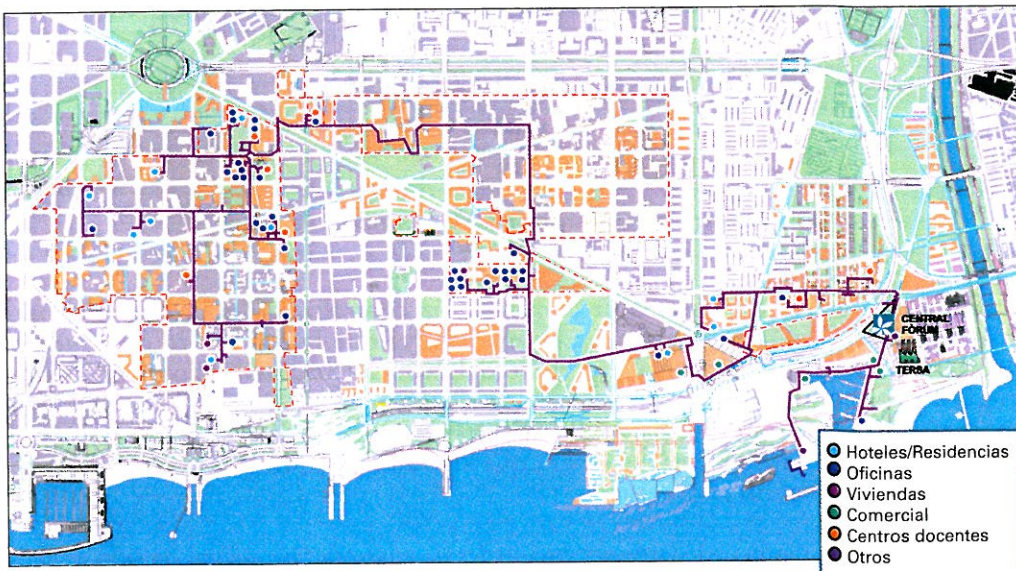 CENTRAL
FÒRUM
TERSA
Hoteles/Residencias
Oficinas
Viviendas
Comercial
Centros docentes
Otros